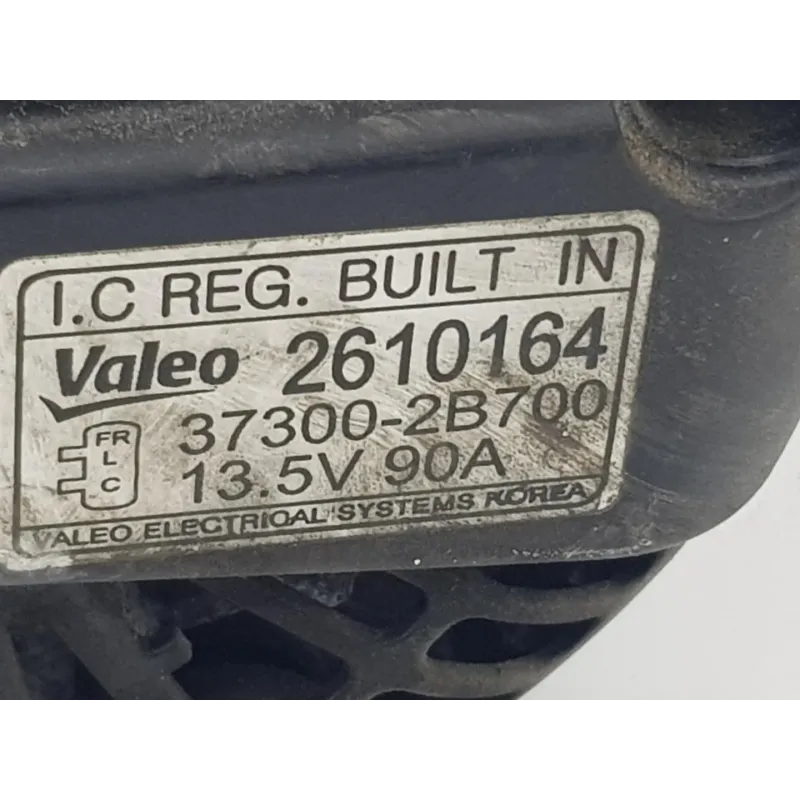 I.C REG. BUILT IN
Valeo 2610164
FR 37300-2B700
L
C 13.5V 90A
VALEO ELECTRICAL SYSTEMS KOREA